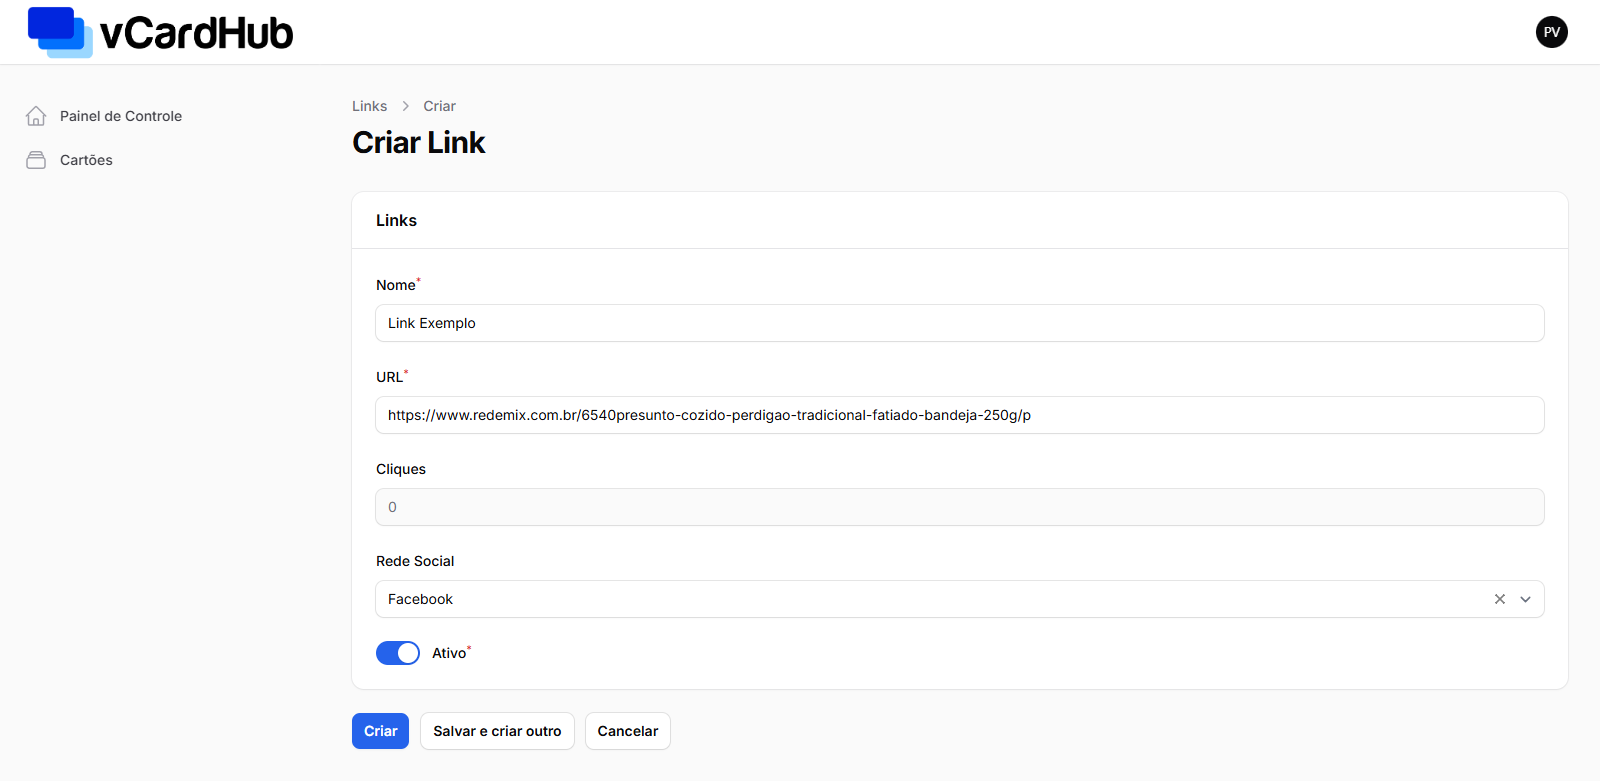 vCardHub
PV
Painel de Controle
Cartões
Links > Criar
Criar Link
Links
Nome*
Link Exemplo
URL*
https://www.redemix.com.br/6540presunto-cozido-perdigao-tradicional-fatiado-bandeja-250g/p
Cliques
0
Rede Social
Facebook
Ativo*
Criar
Salvar e criar outro
Cancelar